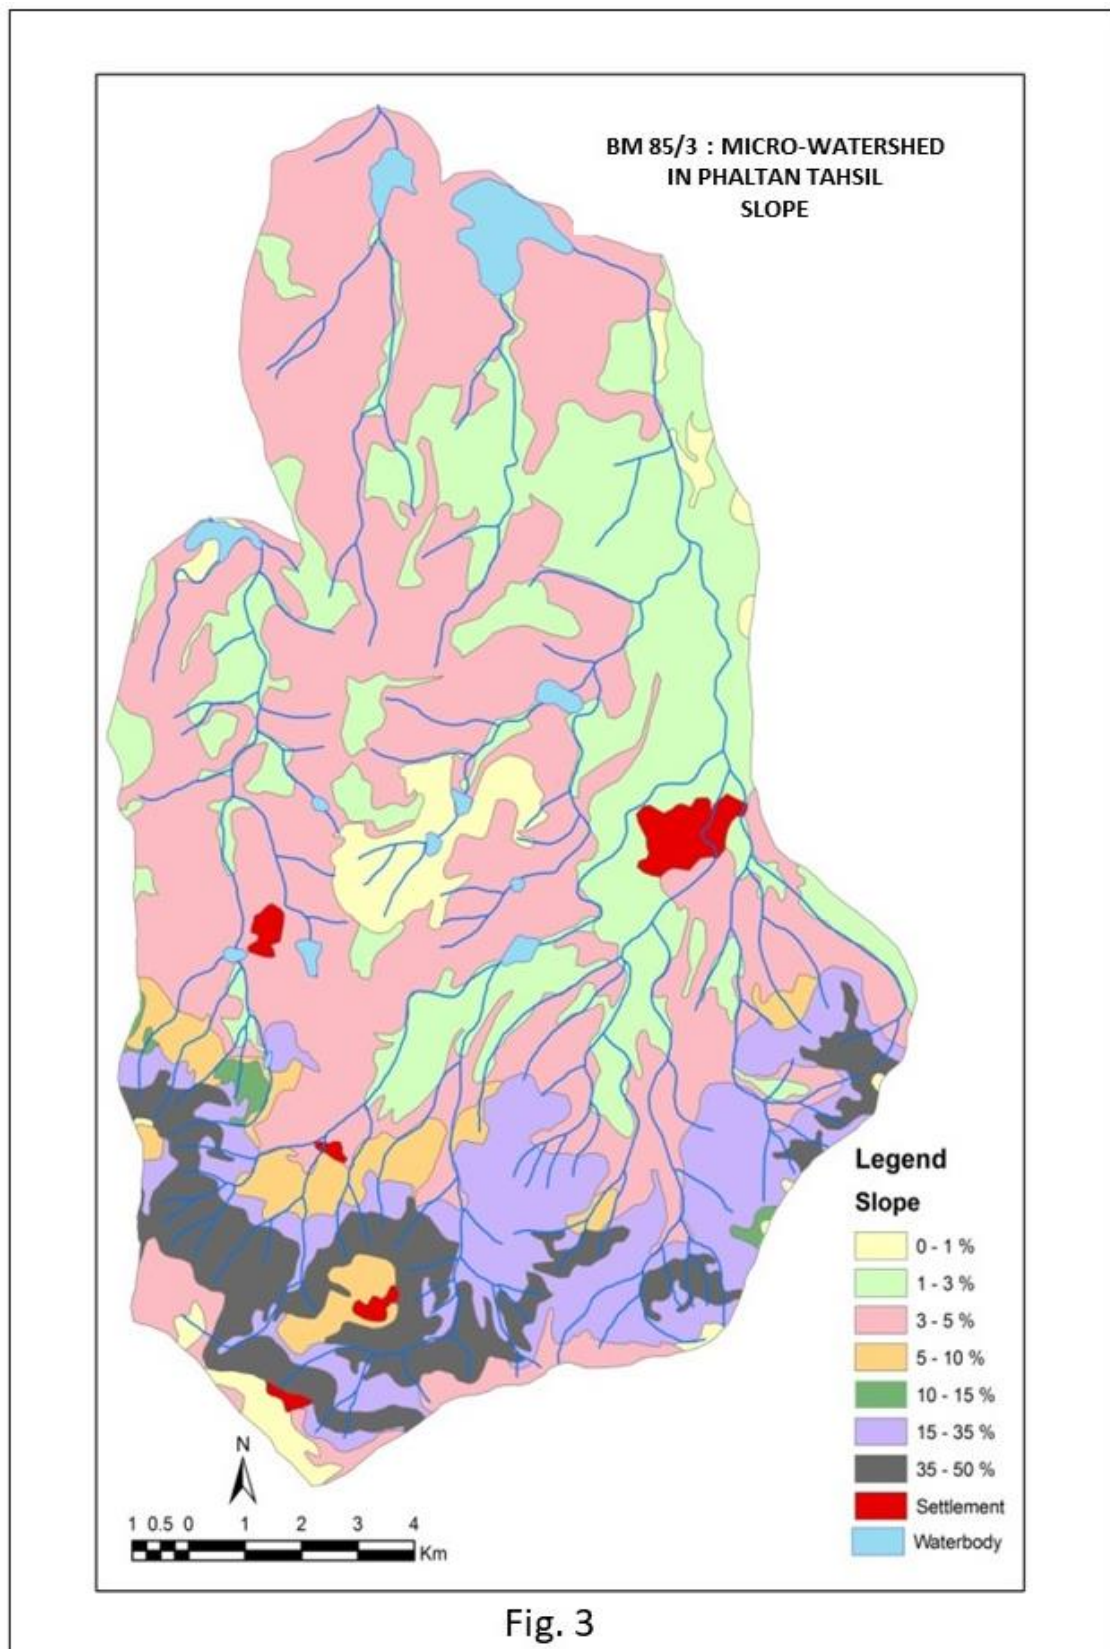 BM 85/3 : MICRO-WATERSHED
IN PHALTAN TAHSIL
SLOPE
Legend
Slope
0 - 1 %
1 - 3 %
3 - 5 %
5 - 10 %
10 - 15 %
15 - 35 %
35 - 50 %
Settlement
Waterbody
N
1 0.5 0 1 2 3 4
Km
Fig. 3